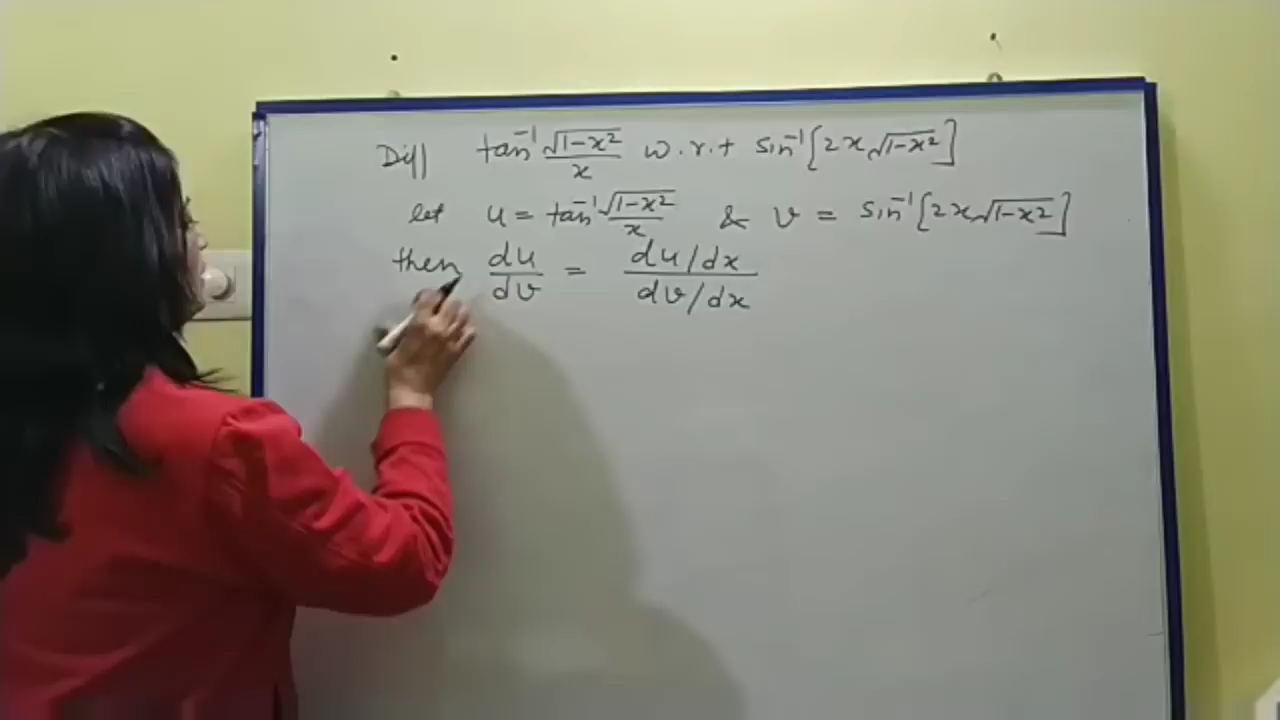 Diff tan⁻¹ √(1-x²)/x w.r.t sin⁻¹[2x√(1-x²)]
let u = tan⁻¹ √(1-x²)/x & v = sin⁻¹[2x√(1-x²)]
then du/dv = (du/dx)/(dv/dx)